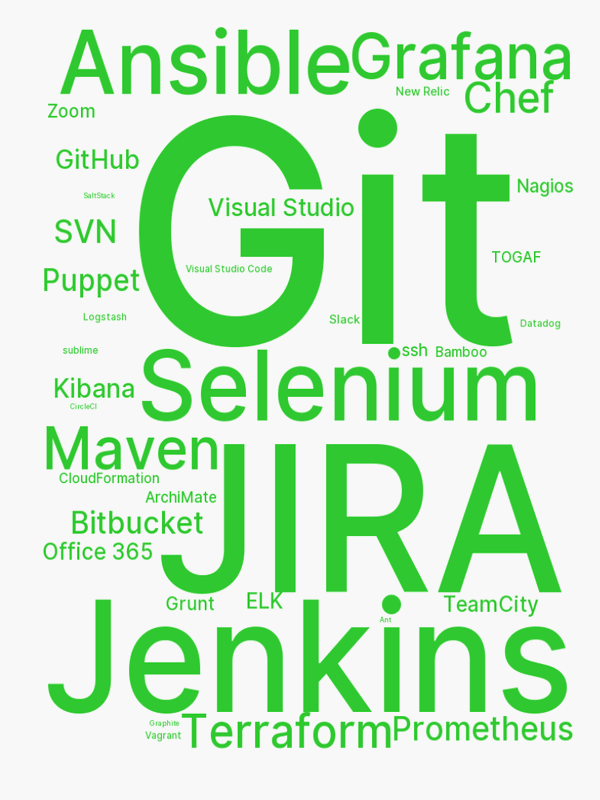 Ansible
Grafana
New Relic
Chef
Zoom
Git
GitHub
Nagios
SaltStack
Visual Studio
SVN
TOGAF
Visual Studio Code
Puppet
Logstash
Slack
Datadog
sublime
ssh
Bamboo
Selenium
Kibana
CircleCI
Maven
JIRA
CloudFormation
ArchiMate
Bitbucket
Office 365
Grunt
ELK
TeamCity
Ant
Jenkins
Graphite
Vagrant
Terraform
Prometheus